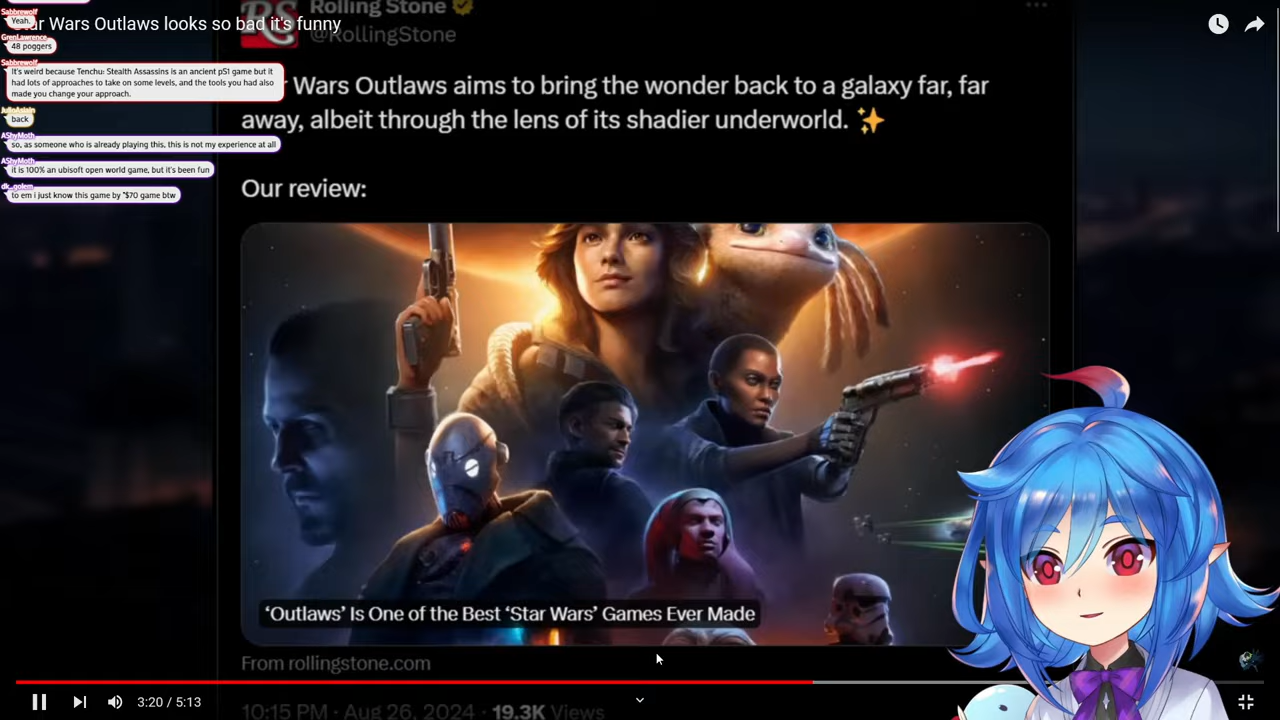 Star Wars Outlaws looks so bad it's funny
Sabbrewolf
Yeah.
GrenLawrence
48 poggers
Sabbrewolf
It's weird because Tenchu: Stealth Assassins is an ancient pS1 game but it
had lots of approaches to take on some levels, and the tools you had also
made you change your approach.
back
AShyMoth
so, as someone who is already playing this, this is not my experience at all
AShyMoth
it is 100% an ubisoft open world game, but it's been fun
dk_golem
to em i just know this game by "$70 game btw
Rolling Stone
@RollingStone
Wars Outlaws aims to bring the wonder back to a galaxy far, far
away, albeit through the lens of its shadier underworld. ✨
Our review:
‘Outlaws’ Is One of the Best ‘Star Wars’ Games Ever Made
From rollingstone.com
10:15 PM · Aug 26, 2024 · 19.3K Views
3:20 / 5:13